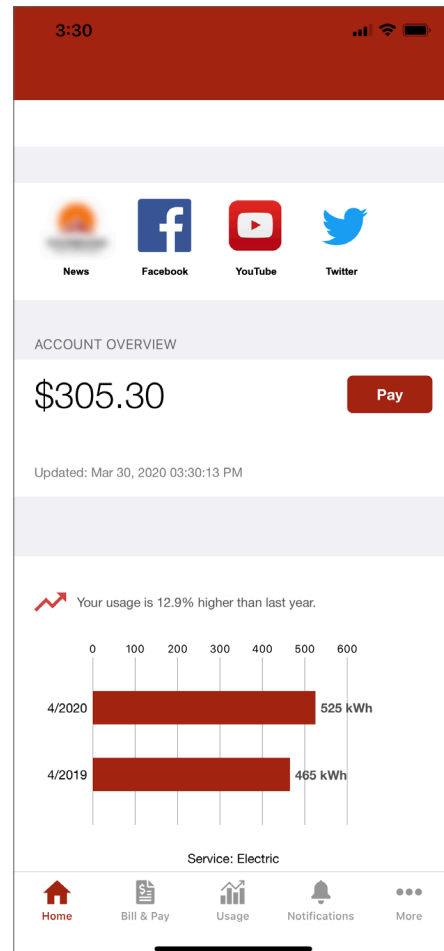 3:30
News Facebook YouTube Twitter
ACCOUNT OVERVIEW
$305.30 Pay
Updated: Mar 30, 2020 03:30:13 PM
Your usage is 12.9% higher than last year.
0 100 200 300 400 500 600
4/2020 525 kWh
4/2019 465 kWh
Service: Electric
Home Bill & Pay Usage Notifications More